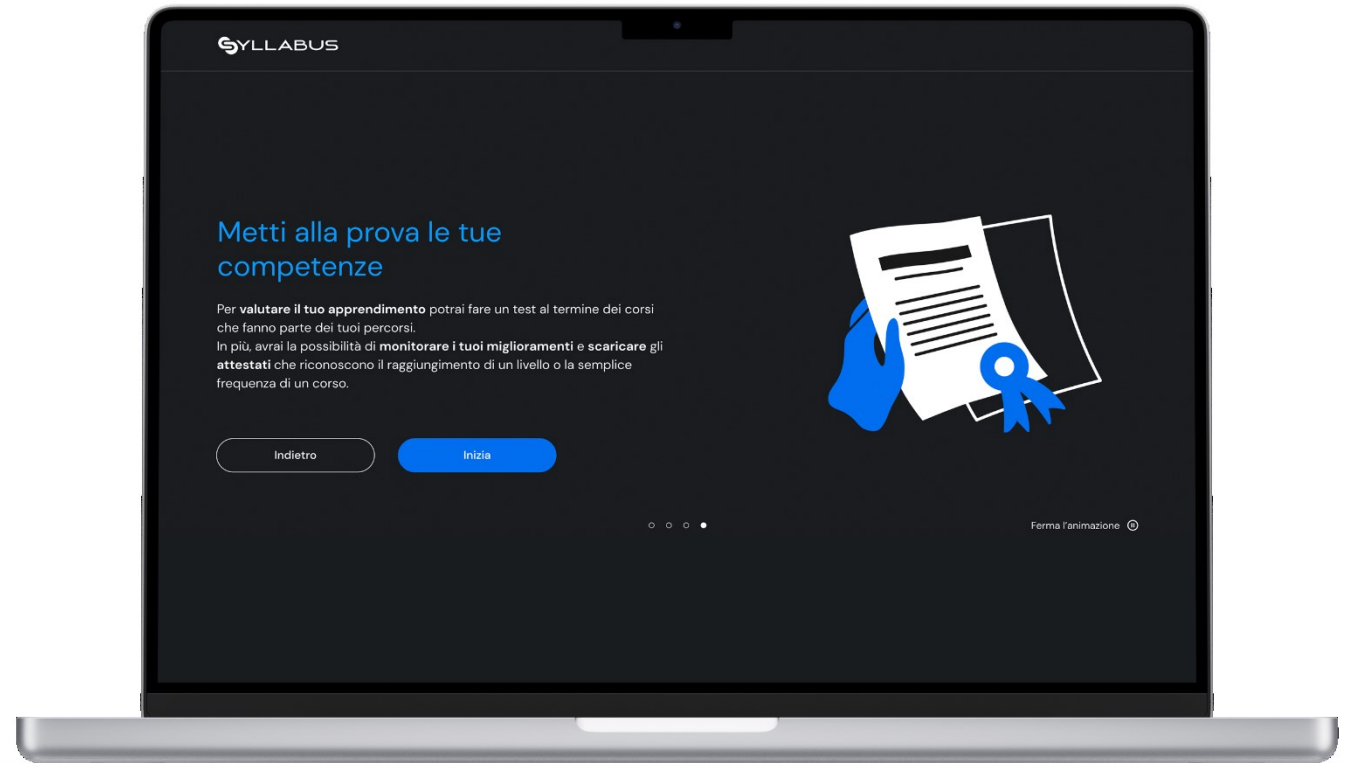 SYLLABUS
Metti alla prova le tue
competenze
Per valutare il tuo apprendimento potrai fare un test al termine dei corsi
che fanno parte dei tuoi percorsi.
In più, avrai la possibilità di monitorare i tuoi miglioramenti e scaricare gli
attestati che riconoscono il raggiungimento di un livello o la semplice
frequenza di un corso.
Indietro
Inizia
Ferma l'animazione